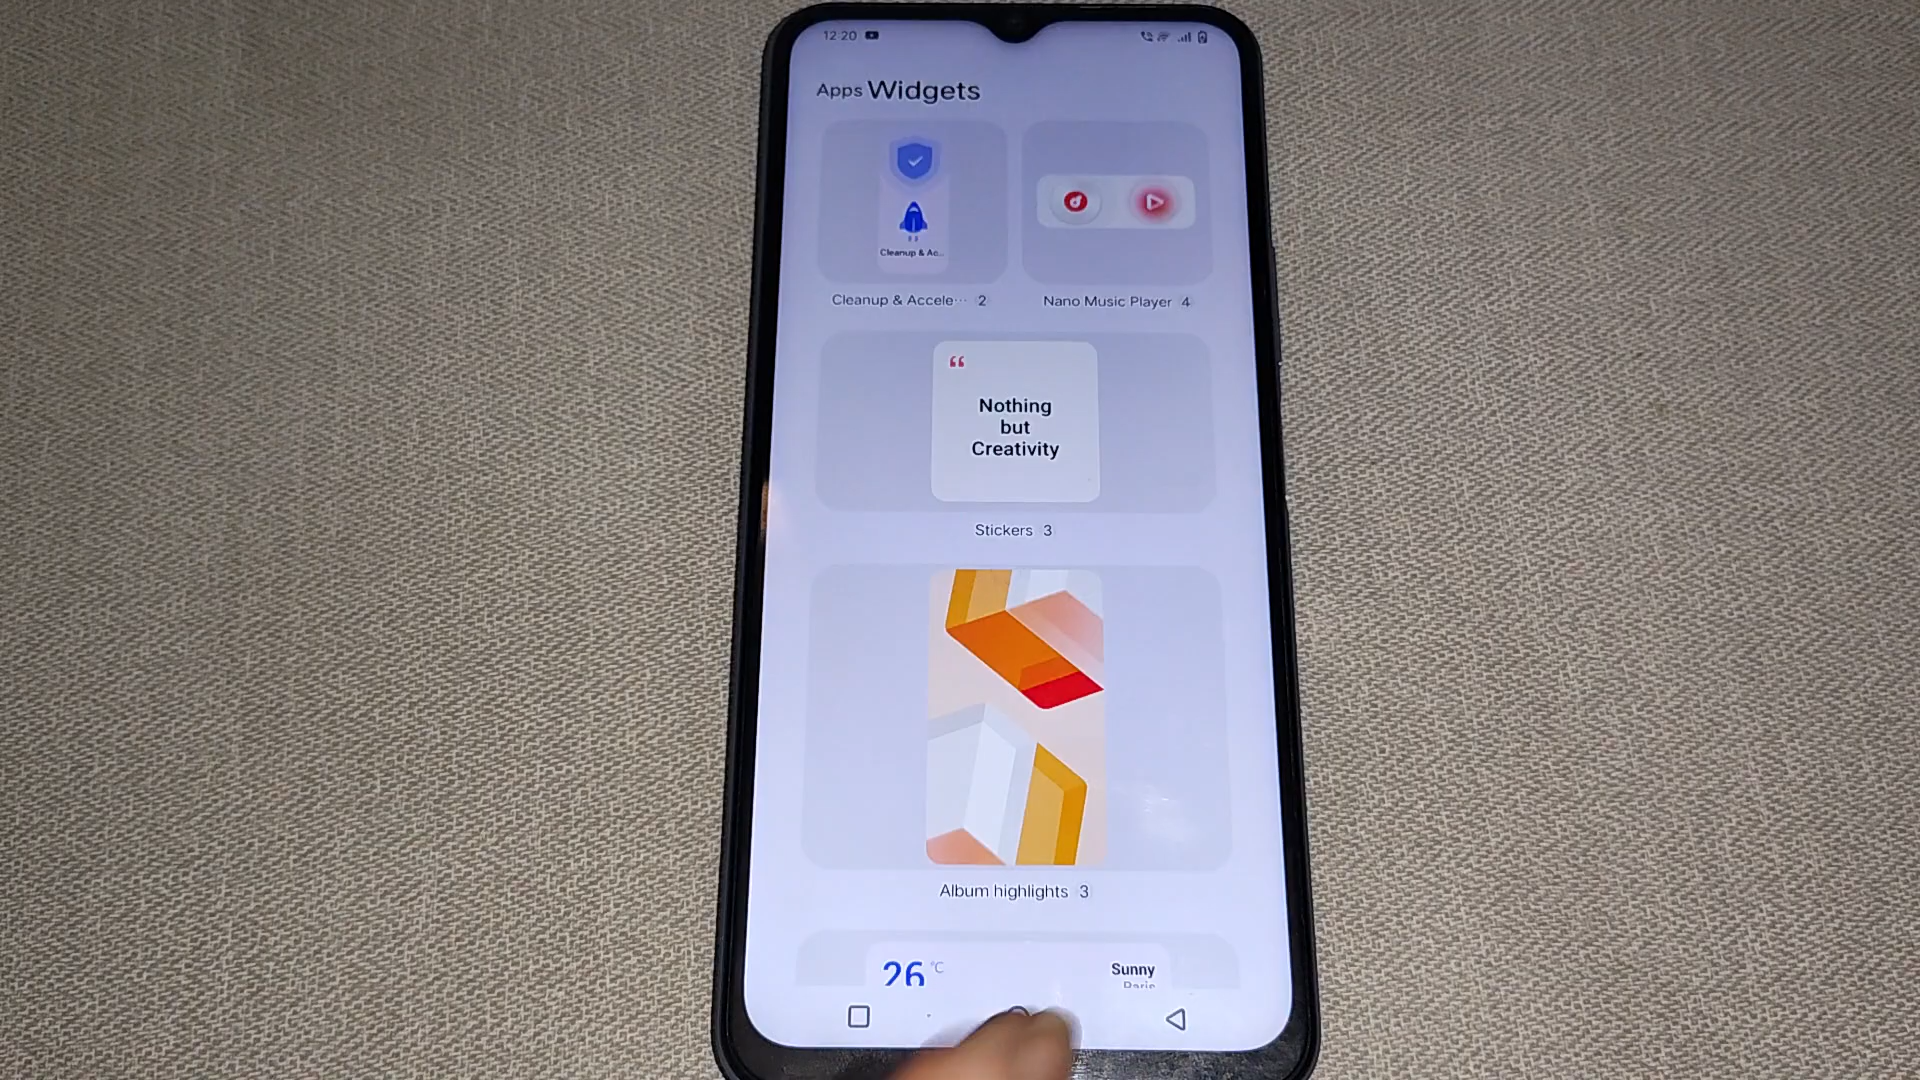 12 20
Apps Widgets
Cleanup & Ac...
Cleanup & Accele... 2
Nano Music Player 4
“
Nothing
but
Creativity
Stickers 3
Album highlights 3
26 °C
Sunny
Paris